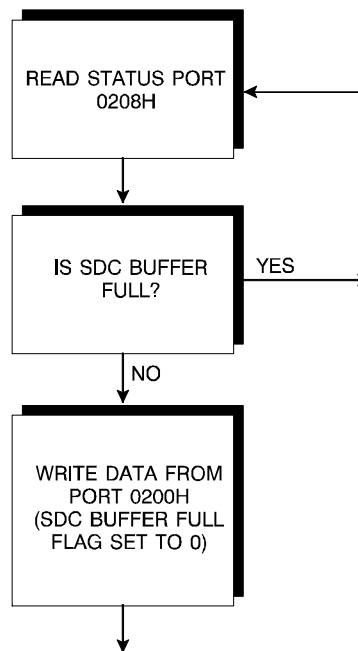 READ STATUS PORT
0208H
IS SDC BUFFER
FULL?
YES
NO
WRITE DATA FROM
PORT 0200H
(SDC BUFFER FULL
FLAG SET TO 0)